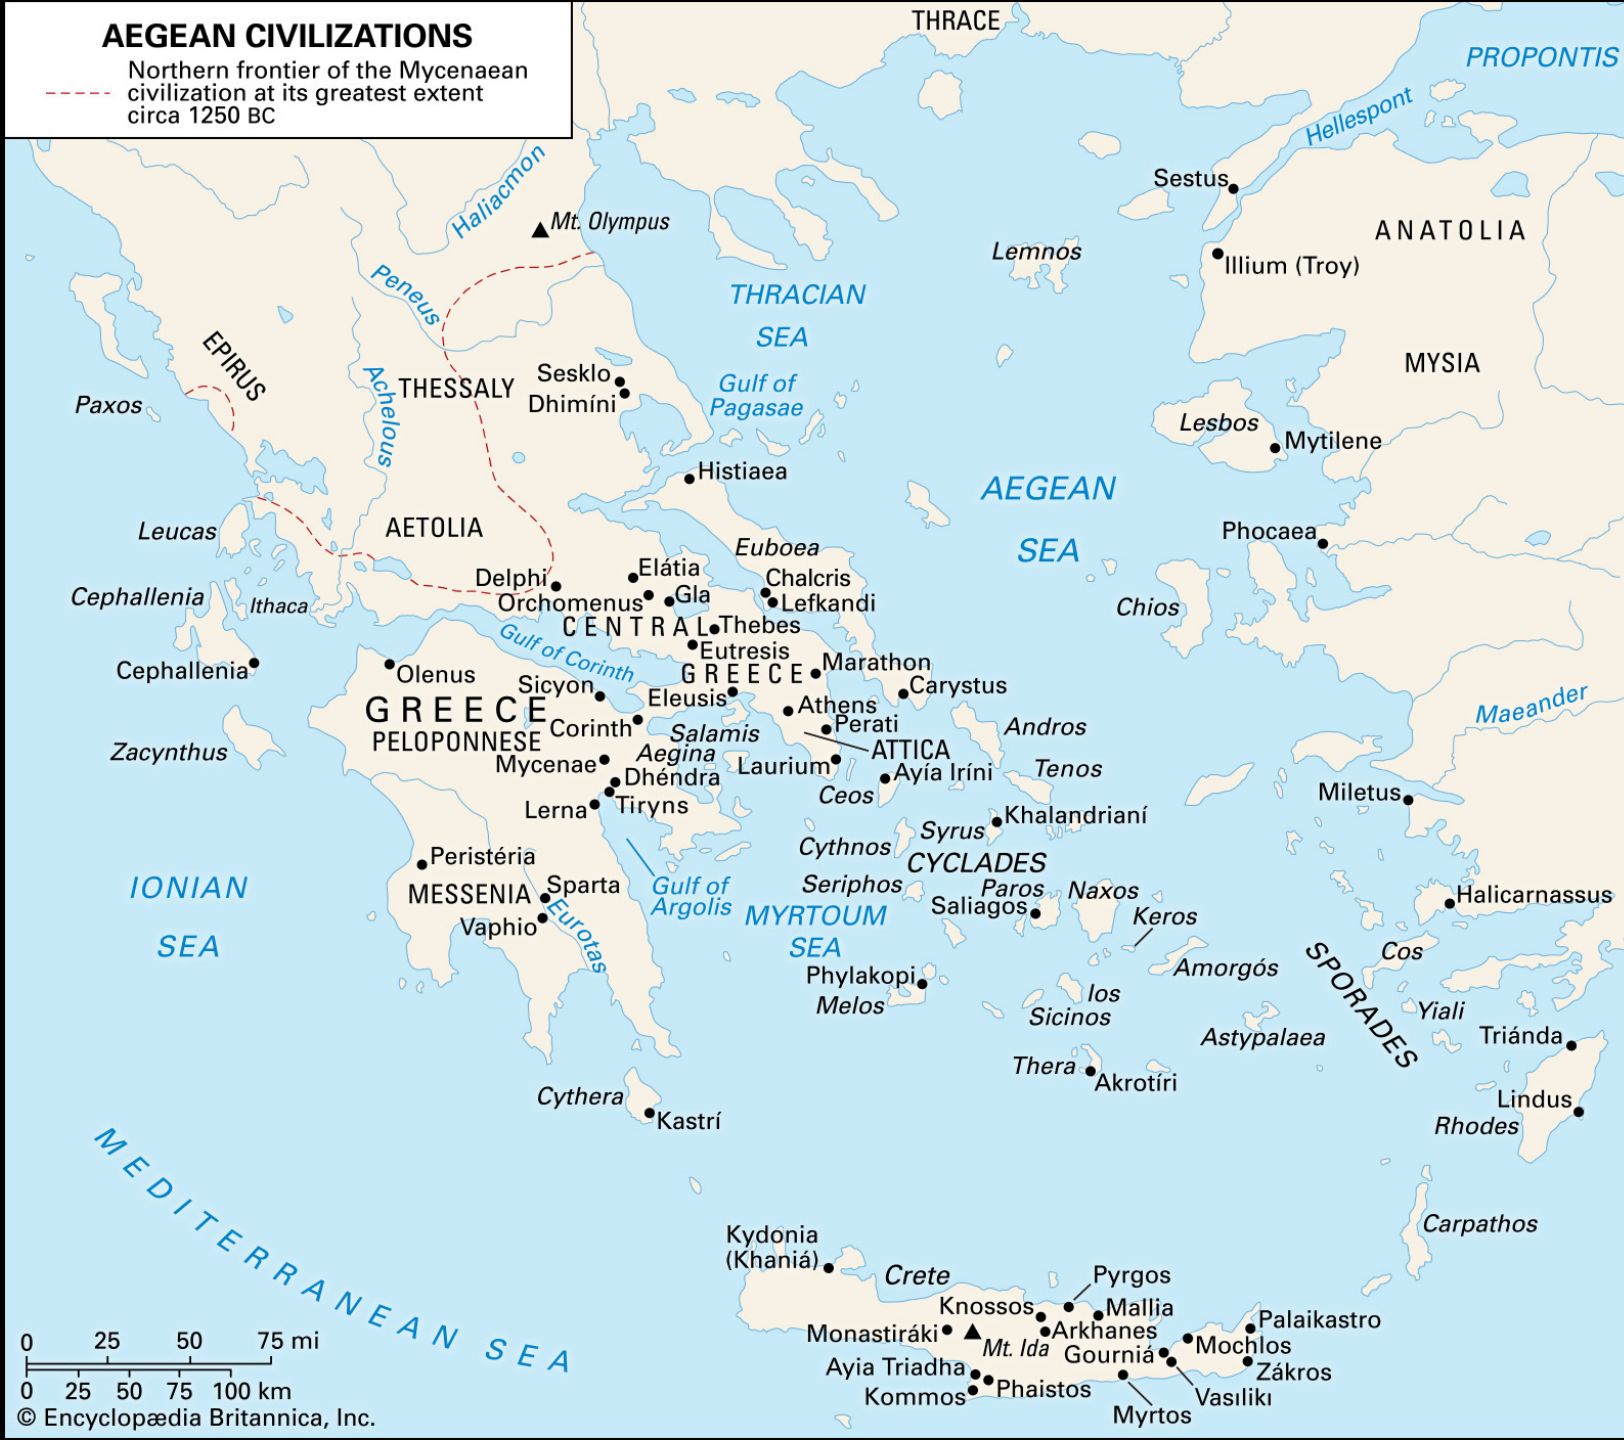 AEGEAN CIVILIZATIONS
Northern frontier of the Mycenaean
civilization at its greatest extent
circa 1250 BC
THRACE
PROPONTIS
Hellespont
Haliacmon
Sestus
Mt. Olympus
ANATOLIA
Lemnos
Illium (Troy)
Peneus
THRACIAN
SEA
EPIRUS
MYSIA
Achelous
THESSALY
Sesklo
Dhimíni
Gulf of
Pagasae
Paxos
Lesbos
Mytilene
Histiaea
AEGEAN
SEA
Leucas
AETOLIA
Phocaea
Euboea
Elátia
Delphi
Chalcris
Cephallenia
Ithaca
Orchomenus
Gla
Lefkandi
Chios
CENTRAL
GREECE
Thebes
Gulf of Corinth
Eutresis
Marathon
Cephallenia
Olenus
Sicyon
Eleusis
Carystus
GREECE
PELOPONNESE
Corinth
Athens
Perati
Maeander
Zacynthus
Salamis
Andros
Aegina
ATTICA
Mycenae
Laurium
Ayía Iríni
Tenos
Dhéndra
Ceos
Miletus
Lerna
Tiryns
Khalandrianí
Syrus
Cythnos
Peristéria
CYCLADES
IONIAN
SEA
MESSENIA
Sparta
Gulf of
Argolis
Seriphos
Paros
Naxos
Halicarnassus
Saliagos
Keros
MYRTOUM
SEA
Vaphio
Eurotas
Cos
Phylakopi
Amorgós
SPORADES
Melos
Ios
Sicinos
Yiali
Astypalaea
Triánda
Thera
Akrotíri
Cythera
Kastrí
Lindus
Rhodes
MEDITERRANEAN SEA
Carpathos
Kydonia
(Khaniá)
Crete
Pyrgos
Knossos
Mallia
Palaikastro
Monastiráki
Mt. Ida
Arkhanes
Mochlos
Gourniá
Zákros
Ayia Triadha
Phaistos
Vasiliki
Kommos
Myrtos
0 25 50 75 mi
0 25 50 75 100 km
© Encyclopædia Britannica, Inc.